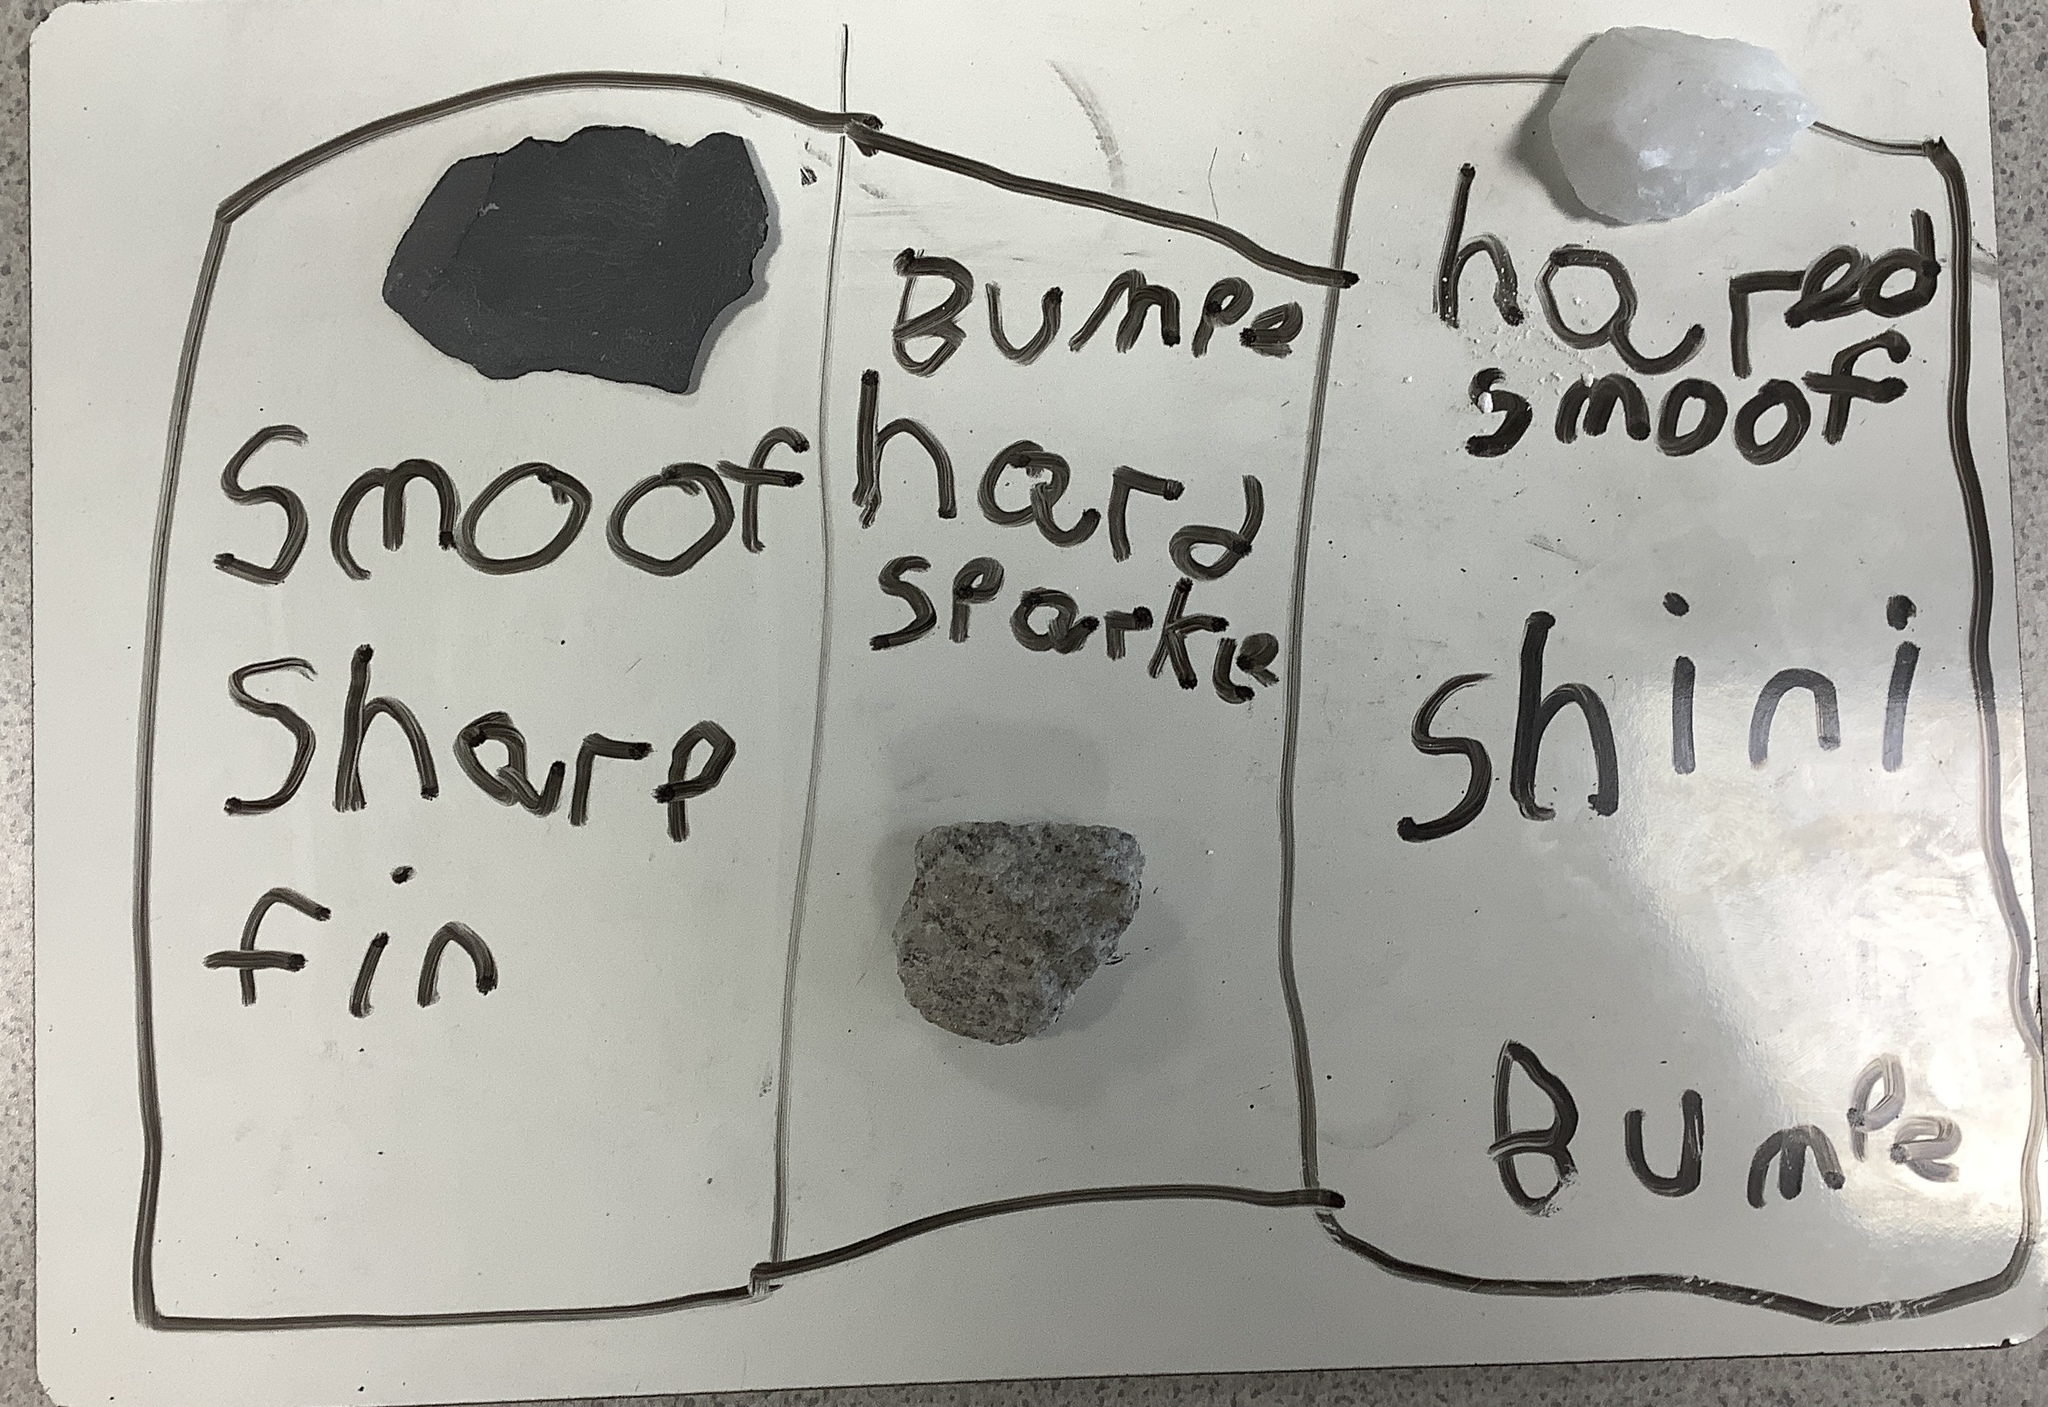 Smoof
Sharp
fin
Bumpe
hard
sparkle
hared
smoof
shini
Bumpe